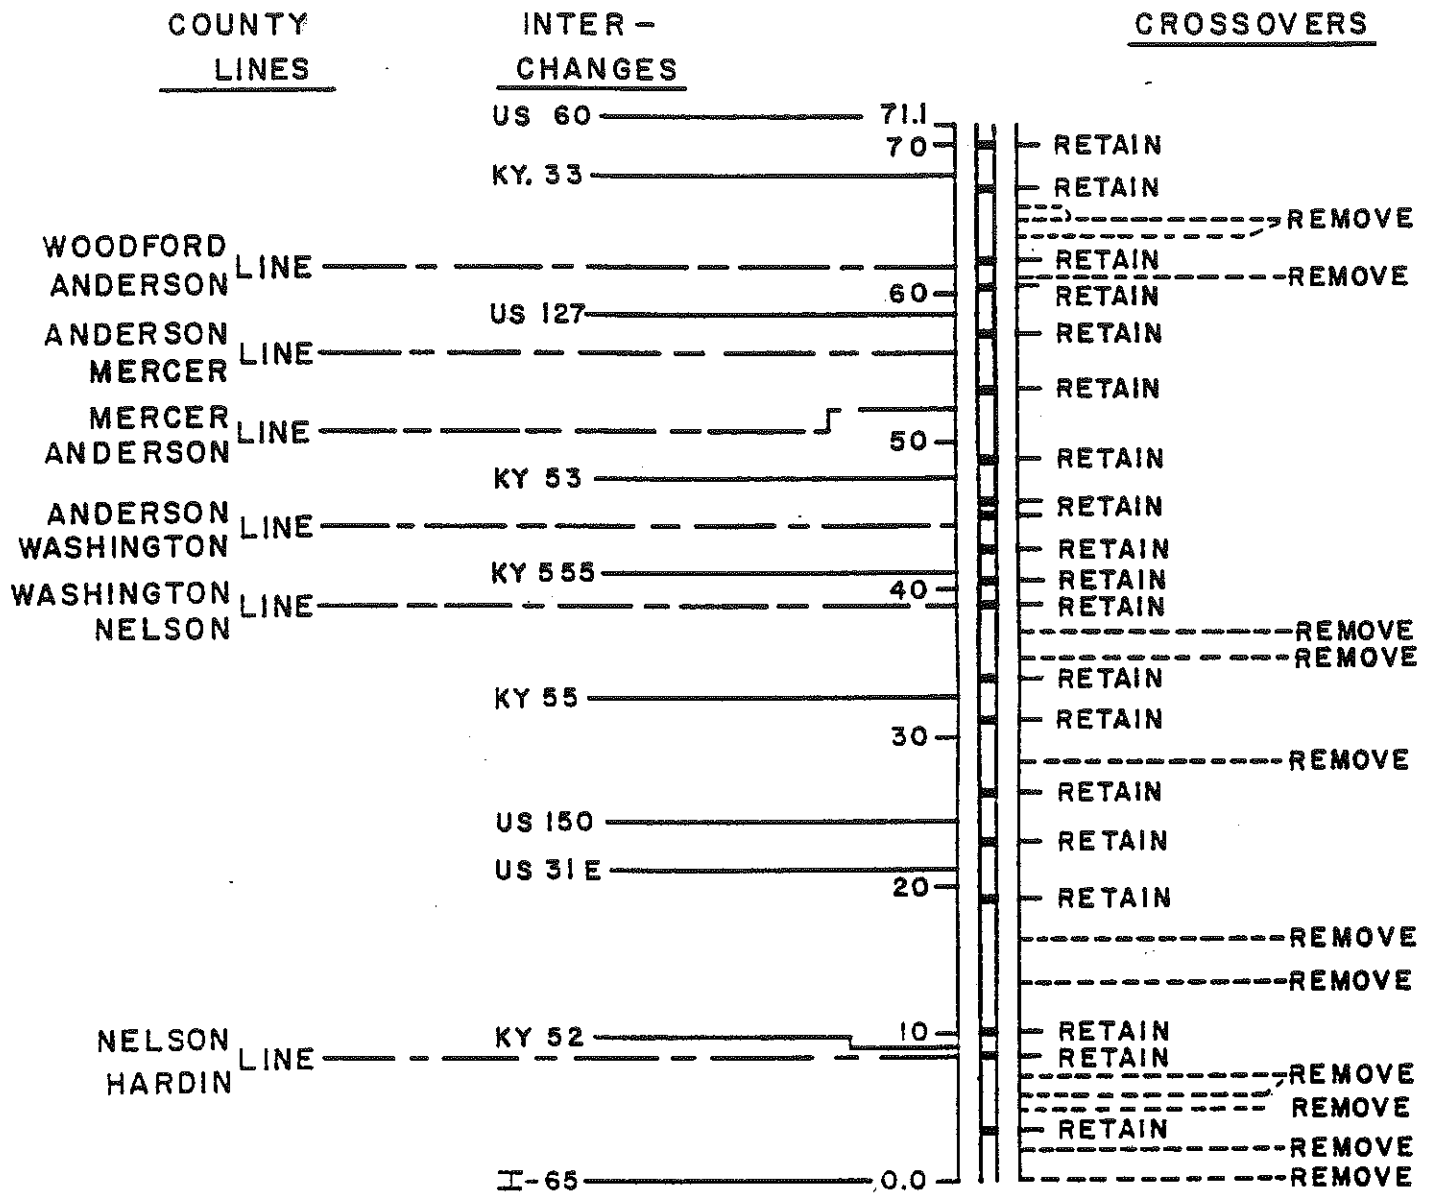 COUNTY LINES
INTER-
CHANGES
CROSSOVERS
US 60
71.1
70
RETAIN
KY. 33
RETAIN
REMOVE
WOODFORD
ANDERSON
LINE
RETAIN
REMOVE
60
RETAIN
US 127
ANDERSON
MERCER
LINE
RETAIN
RETAIN
MERCER
ANDERSON
LINE
50
RETAIN
KY 53
RETAIN
ANDERSON
WASHINGTON
LINE
RETAIN
KY 555
RETAIN
40
WASHINGTON
NELSON
LINE
RETAIN
REMOVE
REMOVE
RETAIN
KY 55
RETAIN
30
REMOVE
RETAIN
US 150
RETAIN
US 31E
20
RETAIN
REMOVE
REMOVE
KY 52
10
RETAIN
NELSON
HARDIN
LINE
RETAIN
REMOVE
REMOVE
RETAIN
REMOVE
I-65
0.0
REMOVE